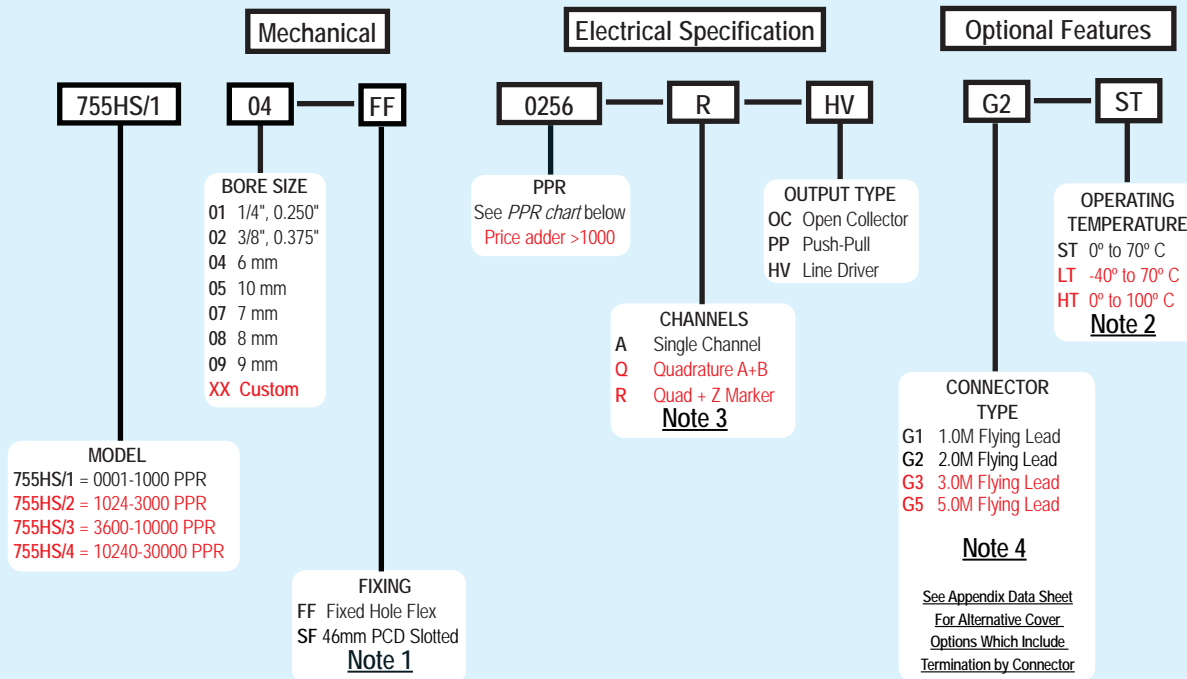 Mechanical
Electrical Specification
Optional Features
755HS/1
04
FF
0256
R
HV
G2
ST
BORE SIZE
01 1/4", 0.250"
02 3/8", 0.375"
04 6 mm
05 10 mm
07 7 mm
08 8 mm
09 9 mm
XX Custom
PPR
See PPR chart below
Price adder >1000
OUTPUT TYPE
OC Open Collector
PP Push-Pull
HV Line Driver
OPERATING
TEMPERATURE
ST 0º to 70º C
LT -40º to 70º C
HT 0º to 100º C
Note 2
CHANNELS
A Single Channel
Q Quadrature A+B
R Quad + Z Marker
Note 3
CONNECTOR
TYPE
G1 1.0M Flying Lead
G2 2.0M Flying Lead
G3 3.0M Flying Lead
G5 5.0M Flying Lead
Note 4
See Appendix Data Sheet
For Alternative Cover
Options Which Include
Termination by Connector
MODEL
755HS/1 = 0001-1000 PPR
755HS/2 = 1024-3000 PPR
755HS/3 = 3600-10000 PPR
755HS/4 = 10240-30000 PPR
FIXING
FF Fixed Hole Flex
SF 46mm PCD Slotted
Note 1